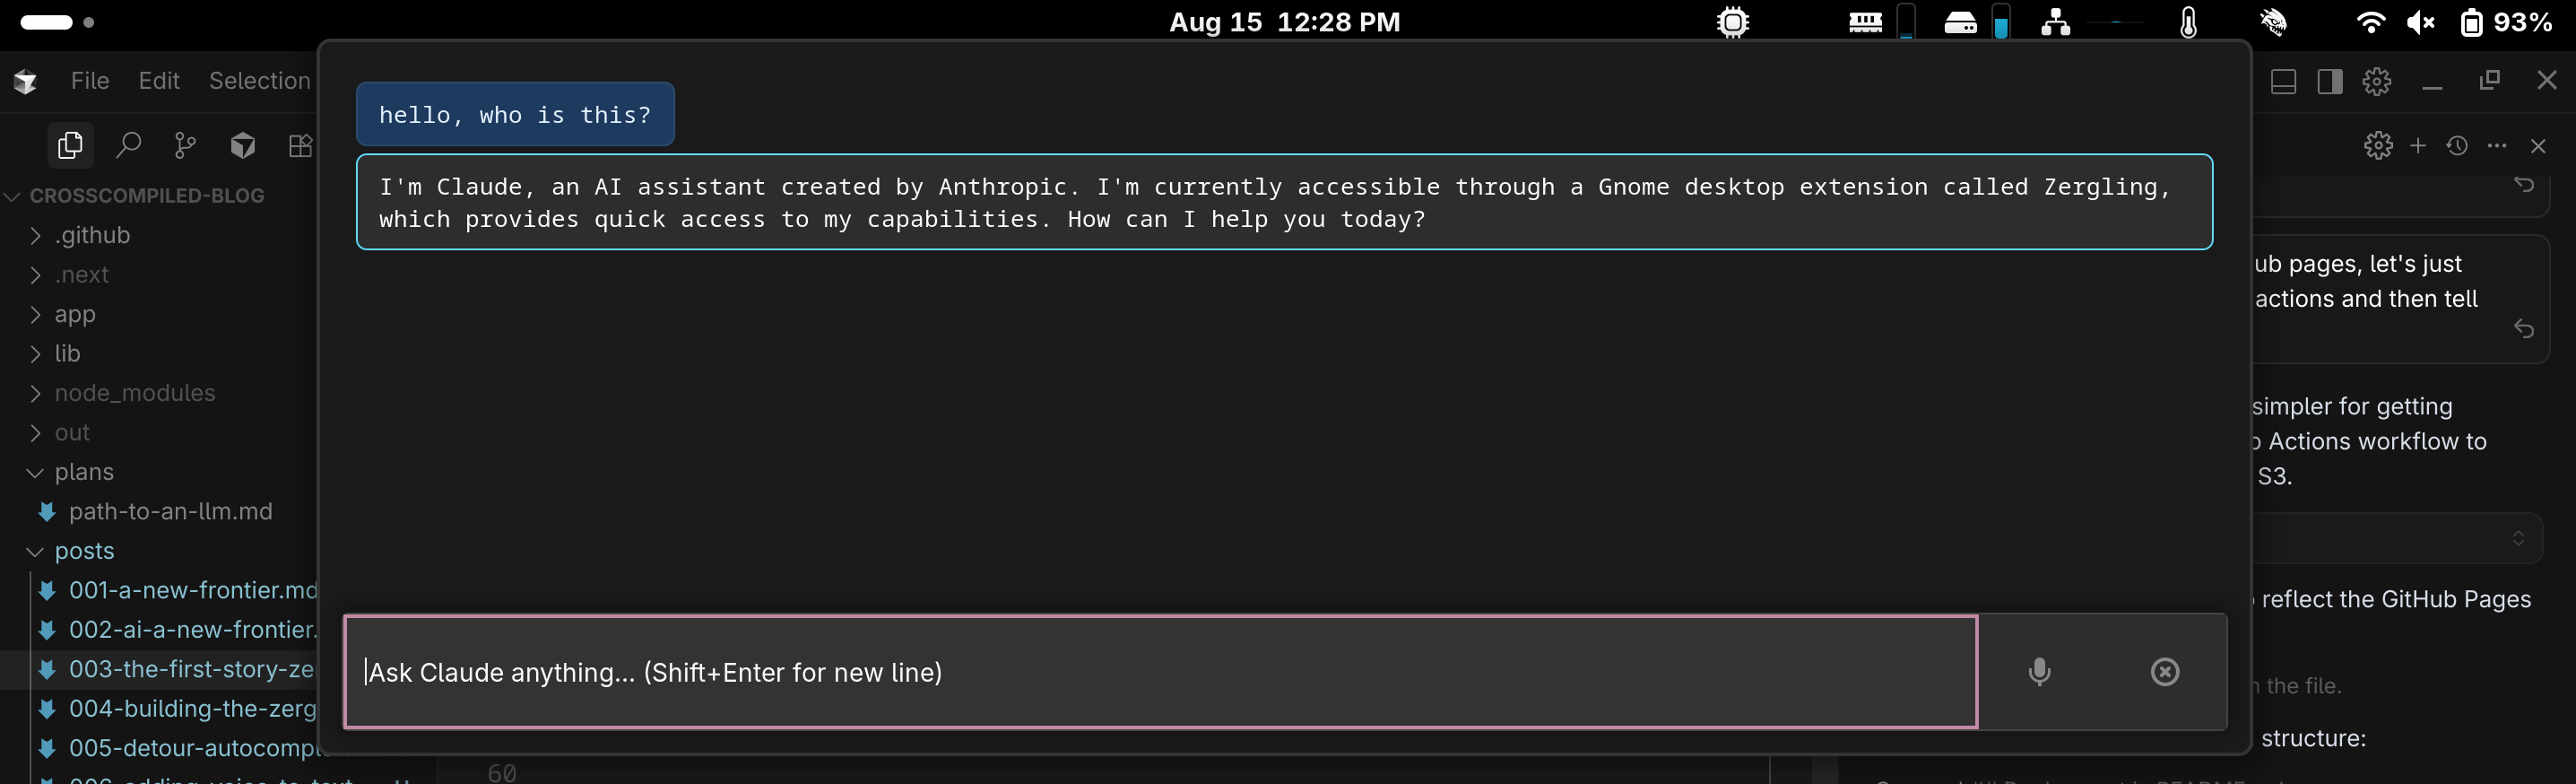 Aug 15 12:28 PM
93%
File Edit Selection
hello, who is this?
I'm Claude, an AI assistant created by Anthropic. I'm currently accessible through a Gnome desktop extension called Zergling,
which provides quick access to my capabilities. How can I help you today?
Ask Claude anything... (Shift+Enter for new line)
CROSSCOMPILED-BLOG
.github
.next
app
lib
node_modules
out
plans
path-to-an-llm.md
posts
001-a-new-frontier.md
002-ai-a-new-frontier.
003-the-first-story-ze
004-building-the-zerg
005-detour-autocompl
60
ub pages, let's just
actions and then tell
simpler for getting
Actions workflow to
S3.
reflect the GitHub Pages
the file.
structure: